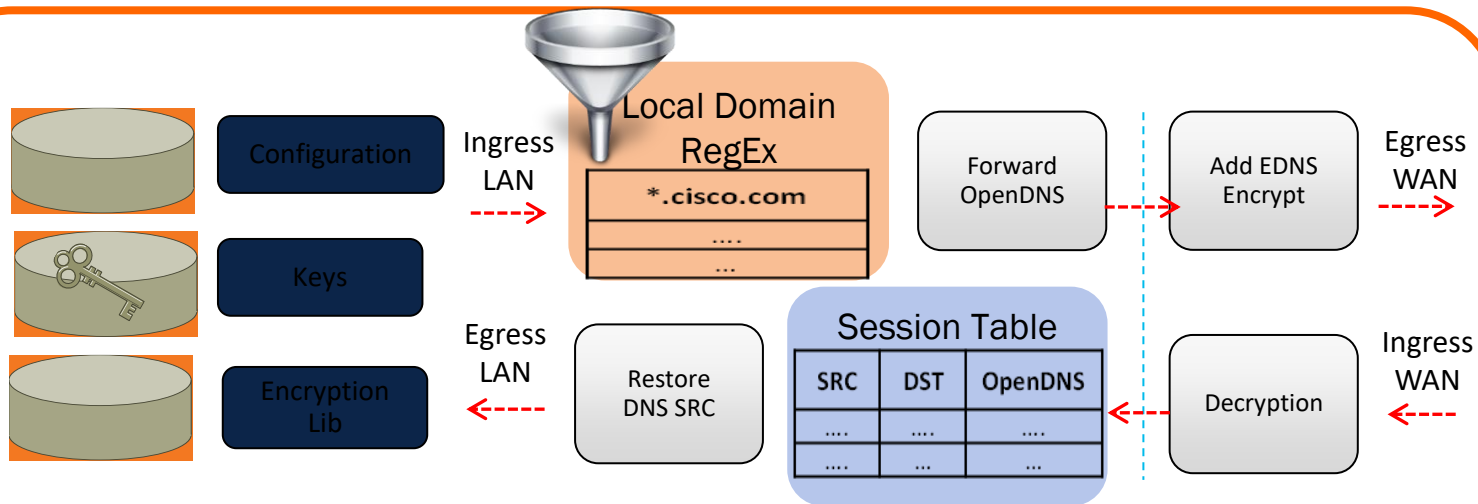 Configuration
Keys
Encryption
Lib
Ingress
LAN
Local Domain
RegEx
*.cisco.com
....
...
Forward
OpenDNS
Add EDNS
Encrypt
Egress
WAN
Egress
LAN
Restore
DNS SRC
Session Table
SRC DST OpenDNS
.... .... ....
.... ... ...
Decryption
Ingress
WAN